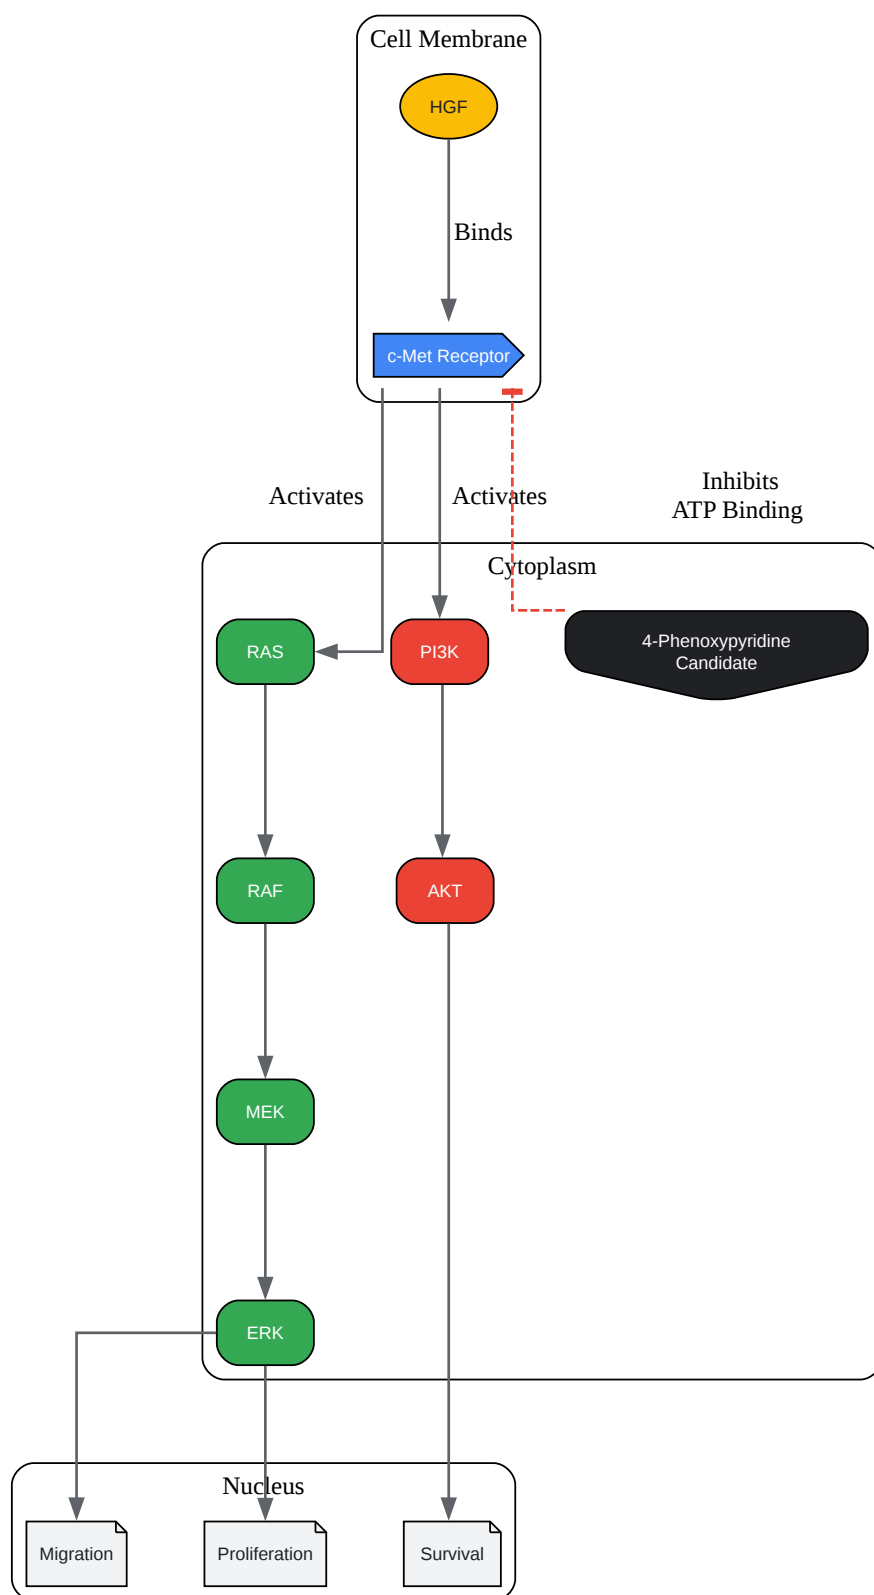 Cell Membrane
HGF
Binds
c-Met Receptor
Activates
Activates
Inhibits
ATP Binding
Cytoplasm
RAS
PI3K
4-Phenoxypyridine
Candidate
RAF
AKT
MEK
ERK
Nucleus
Migration
Proliferation
Survival